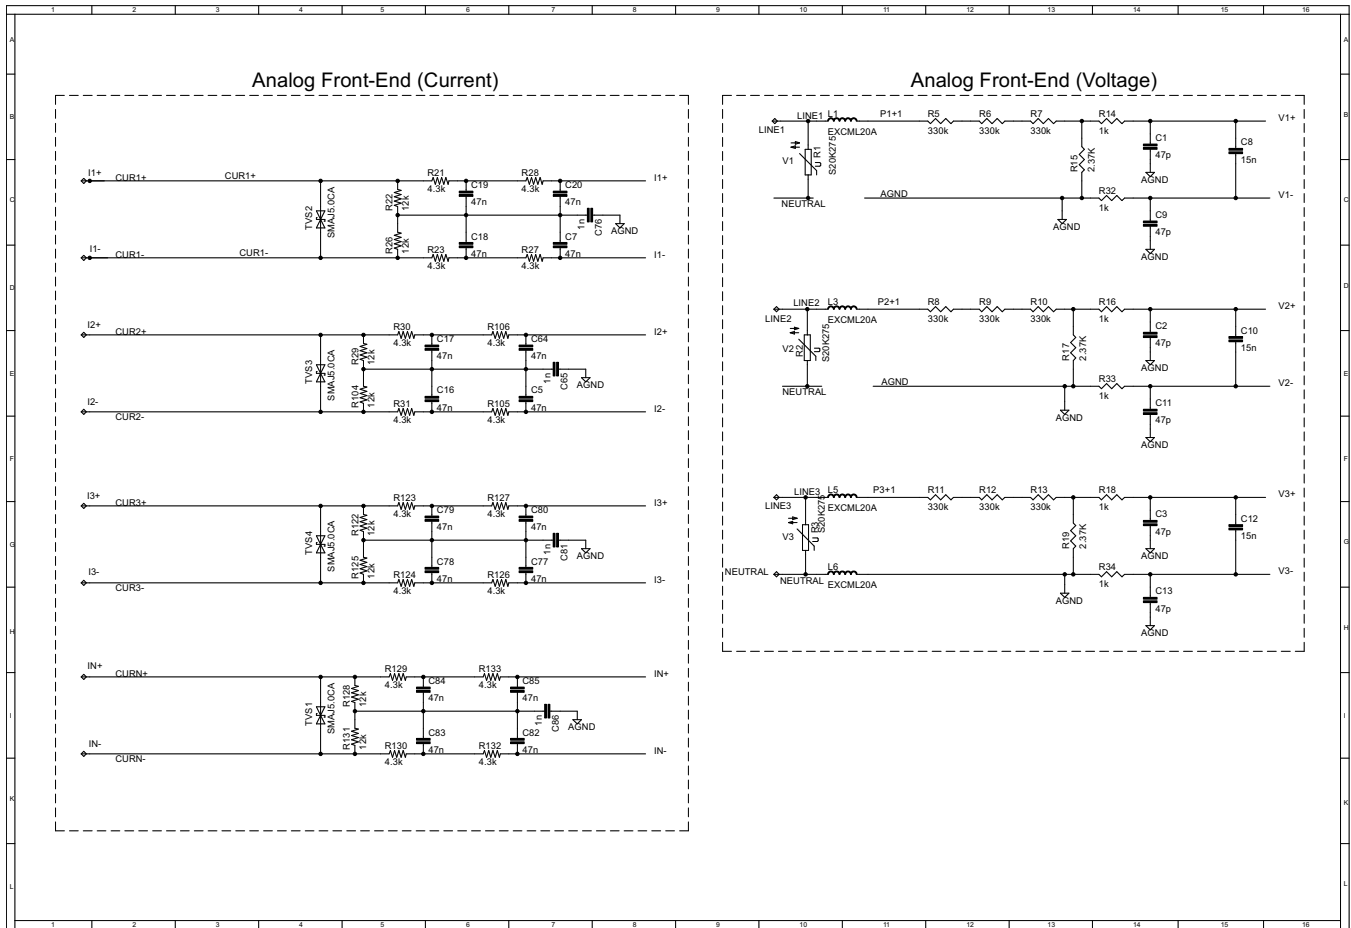 1 2 3 4 5 6 7 8 9 10 11 12 13 14 15 16
A A
B B
C C
D D
E E
F F
G G
H H
I I
K K
L L
Analog Front-End (Current)
I1+ CUR1+ CUR1+ R21 4.3k C19 47n R28 4.3k C20 47n I1+
TVS2 SMAJ5.0CA R22 12k R26 12k 1n C76 AGND
I1- CUR1- CUR1- R23 4.3k C18 47n R27 4.3k C7 47n I1-
I2+ CUR2+ R30 4.3k C17 47n R106 4.3k C64 47n I2+
TVS3 SMAJ5.0CA R29 12k R104 12k 1n C65 AGND
I2- CUR2- R31 4.3k C16 47n R105 4.3k C5 47n I2-
I3+ CUR3+ R123 4.3k C79 47n R127 4.3k C80 47n I3+
TVS4 SMAJ5.0CA R122 12k R125 12k 1n C81 AGND
I3- CUR3- R124 4.3k C78 47n R126 4.3k C77 47n I3-
IN+ CURN+ R129 4.3k C84 47n R133 4.3k C85 47n IN+
TVS1 SMAJ5.0CA R128 12k R131 12k 1n C86 AGND
IN- CURN- R130 4.3k C83 47n R132 4.3k C82 47n IN-
Analog Front-End (Voltage)
LINE1 LINE1 L1 EXCML20A P1+1 R5 330k R6 330k R7 330k R14 1k V1+
V1 U R1 S20K275 R15 2.37K C1 47p AGND C8 15n
NEUTRAL AGND AGND R32 1k C9 47p AGND V1-
LINE2 LINE2 L3 EXCML20A P2+1 R8 330k R9 330k R10 330k R16 1k V2+
V2 R2 U S20K275 R17 2.37K C2 47p AGND C10 15n
NEUTRAL AGND AGND R33 1k C11 47p AGND V2-
LINE3 LINE3 L5 EXCML20A P3+1 R11 330k R12 330k R13 330k R18 1k V3+
V3 U R3 S20K275 R19 2.37K C3 47p AGND C12 15n
NEUTRAL NEUTRAL L6 EXCML20A AGND R34 1k C13 47p AGND V3-
1 2 3 4 5 6 7 8 9 10 11 12 13 14 15 16